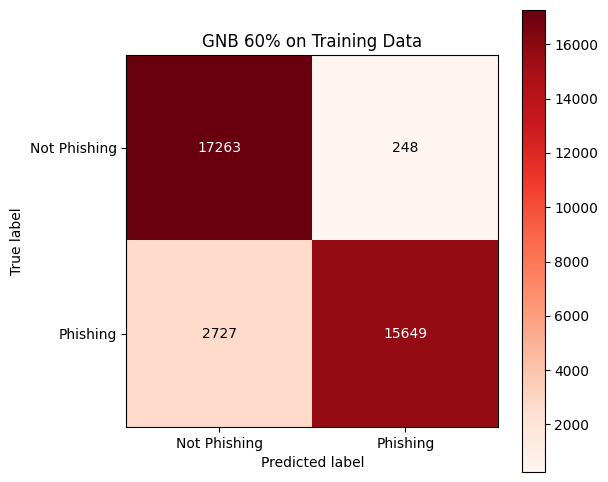 GNB 60% on Training Data
True label
Not Phishing
17263
248
Phishing
2727
15649
Not Phishing
Phishing
Predicted label
16000
14000
12000
10000
8000
6000
4000
2000